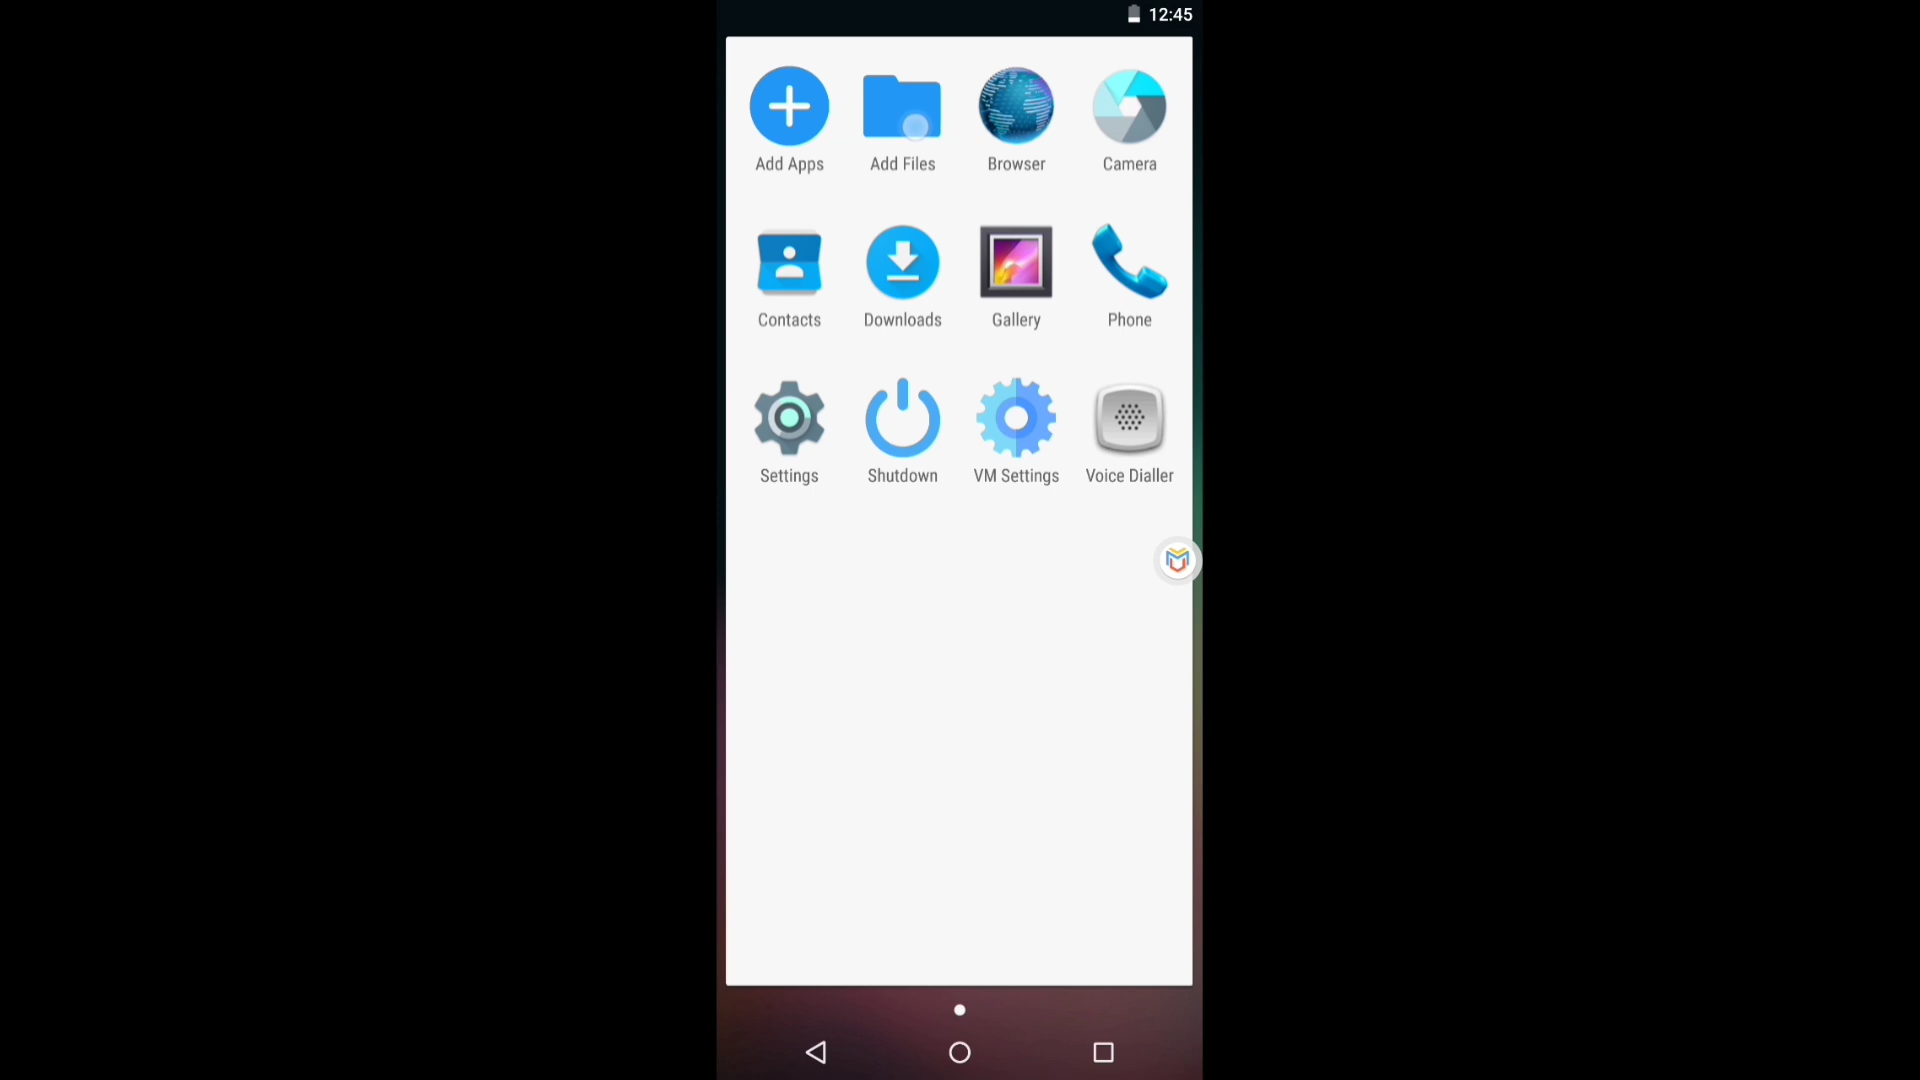 12:45
Add Apps
Add Files
Browser
Camera
Contacts
Downloads
Gallery
Phone
Settings
Shutdown
VM Settings
Voice Dialler